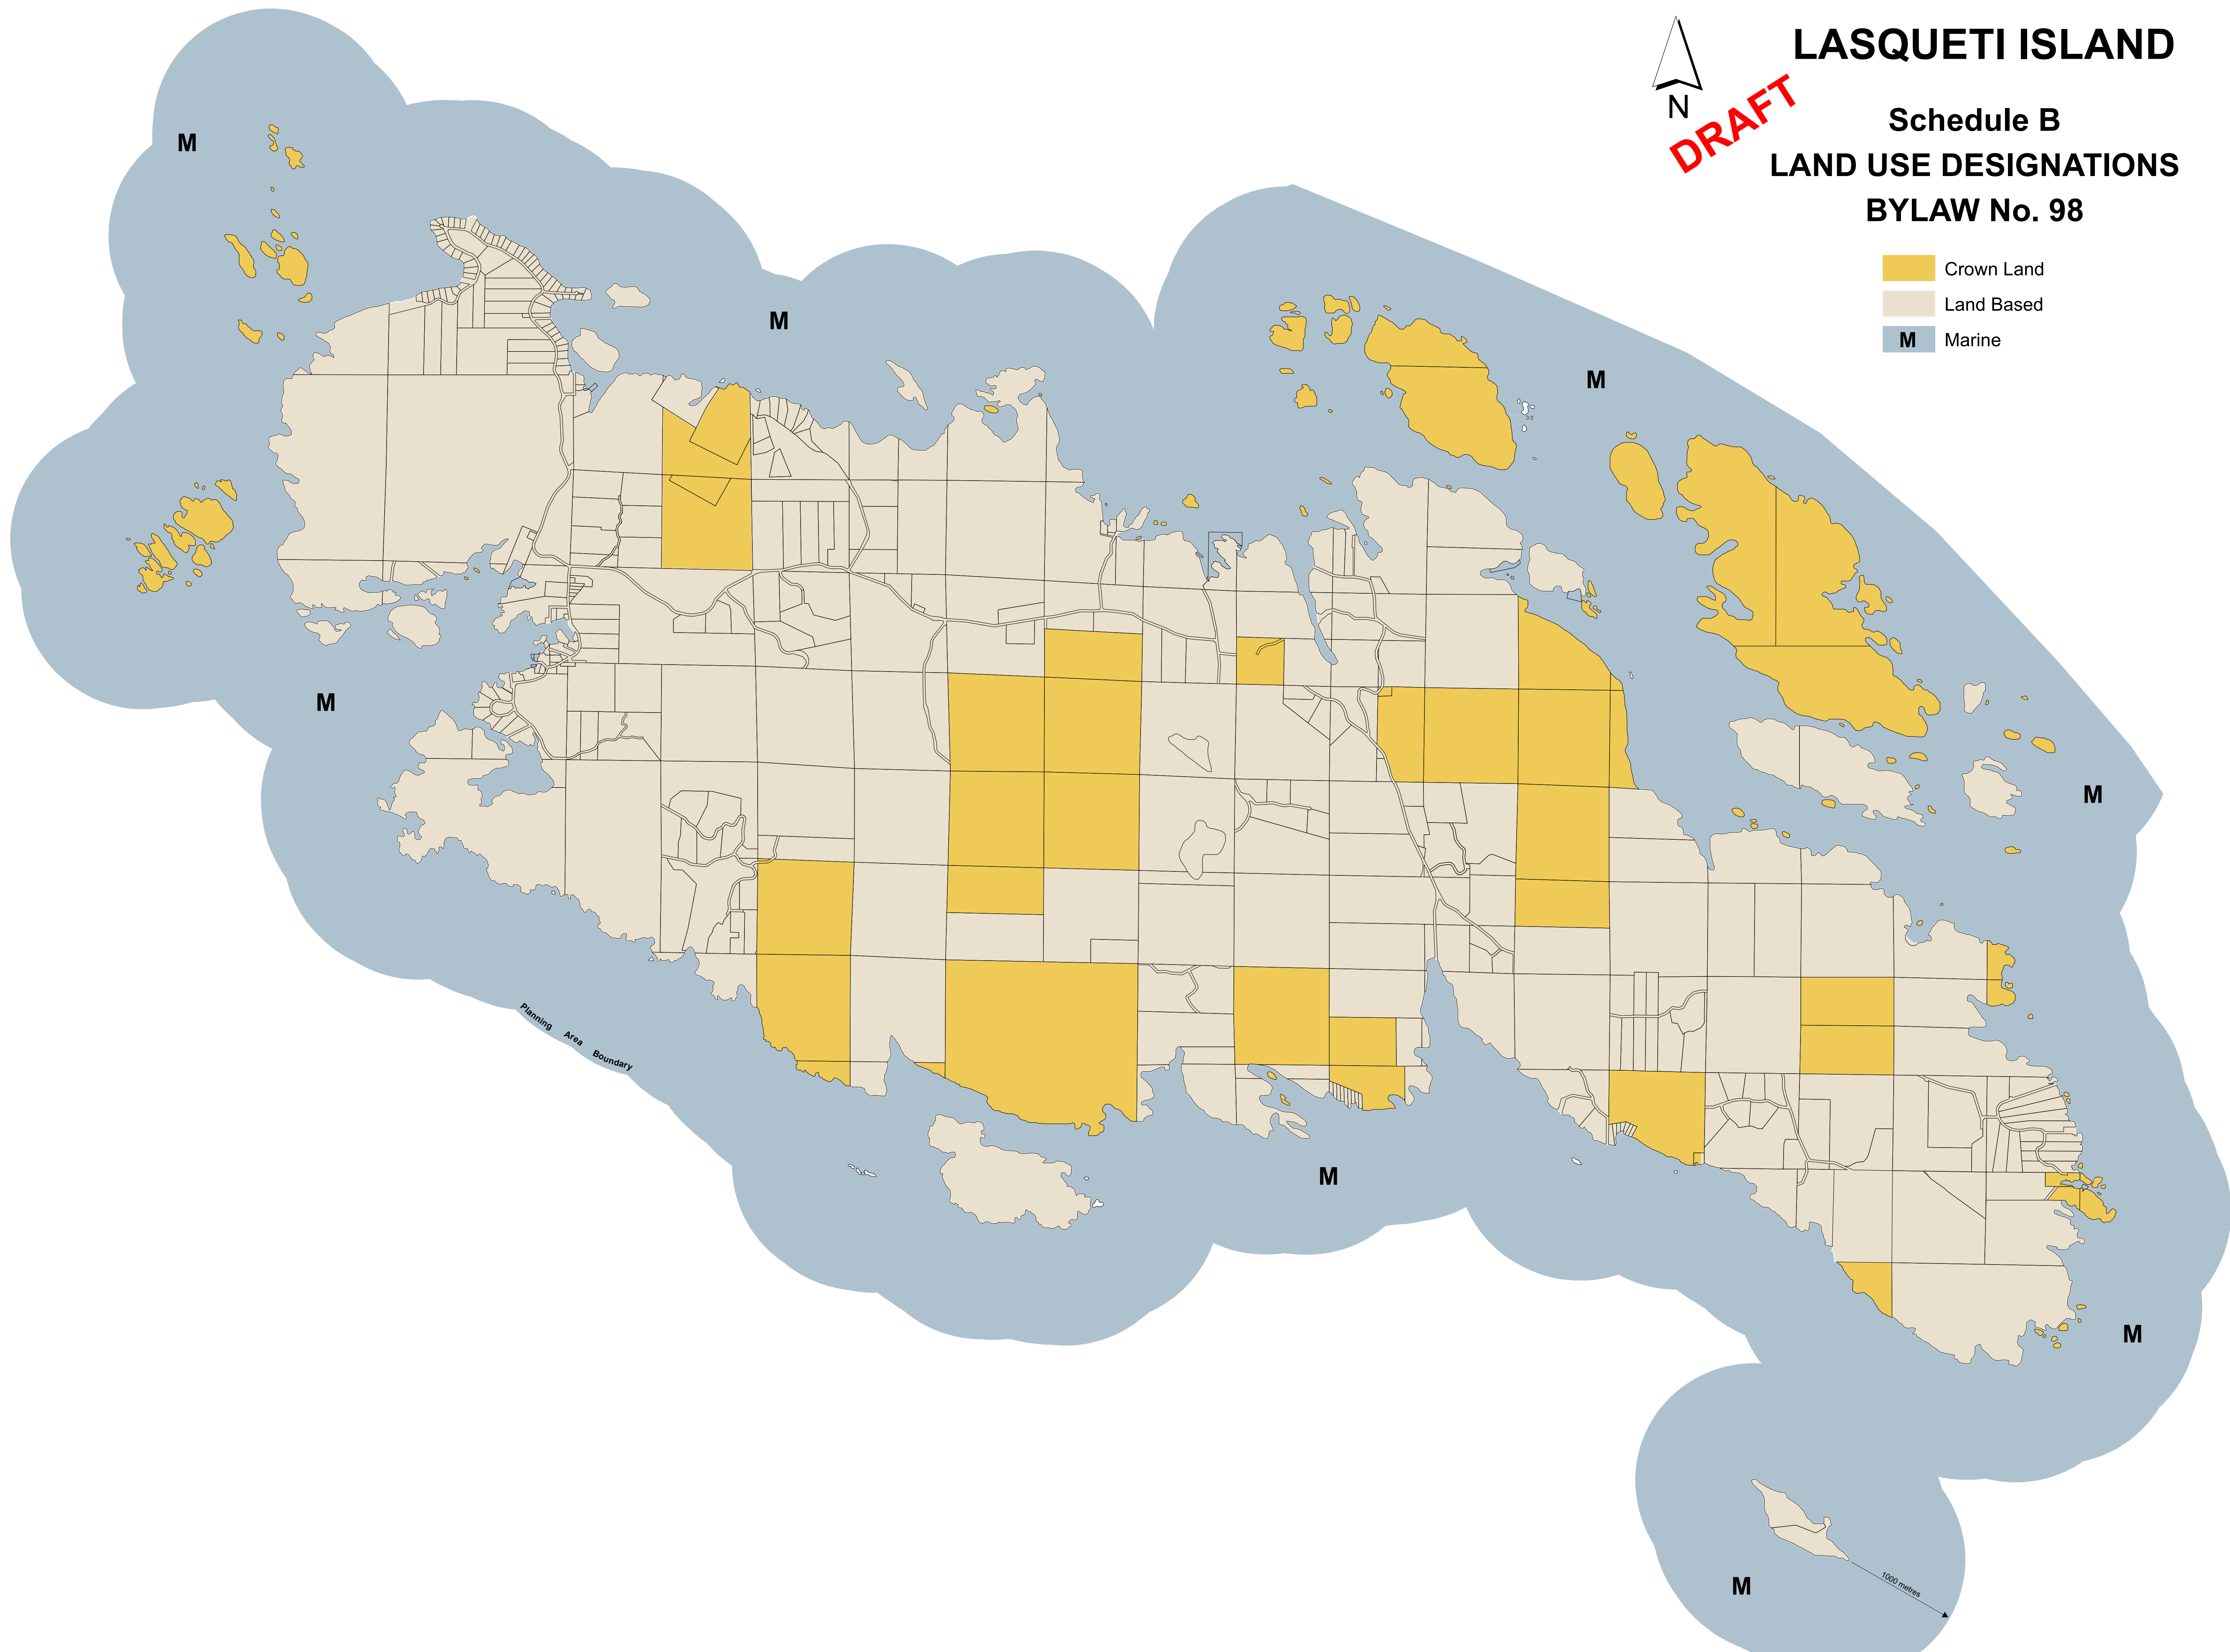 LASQUETI ISLAND
N
DRAFT
Schedule B
LAND USE DESIGNATIONS
BYLAW No. 98
Crown Land
Land Based
M Marine
M
M
M
M
M
Planning Area Boundary
M
M
M
1000 metres